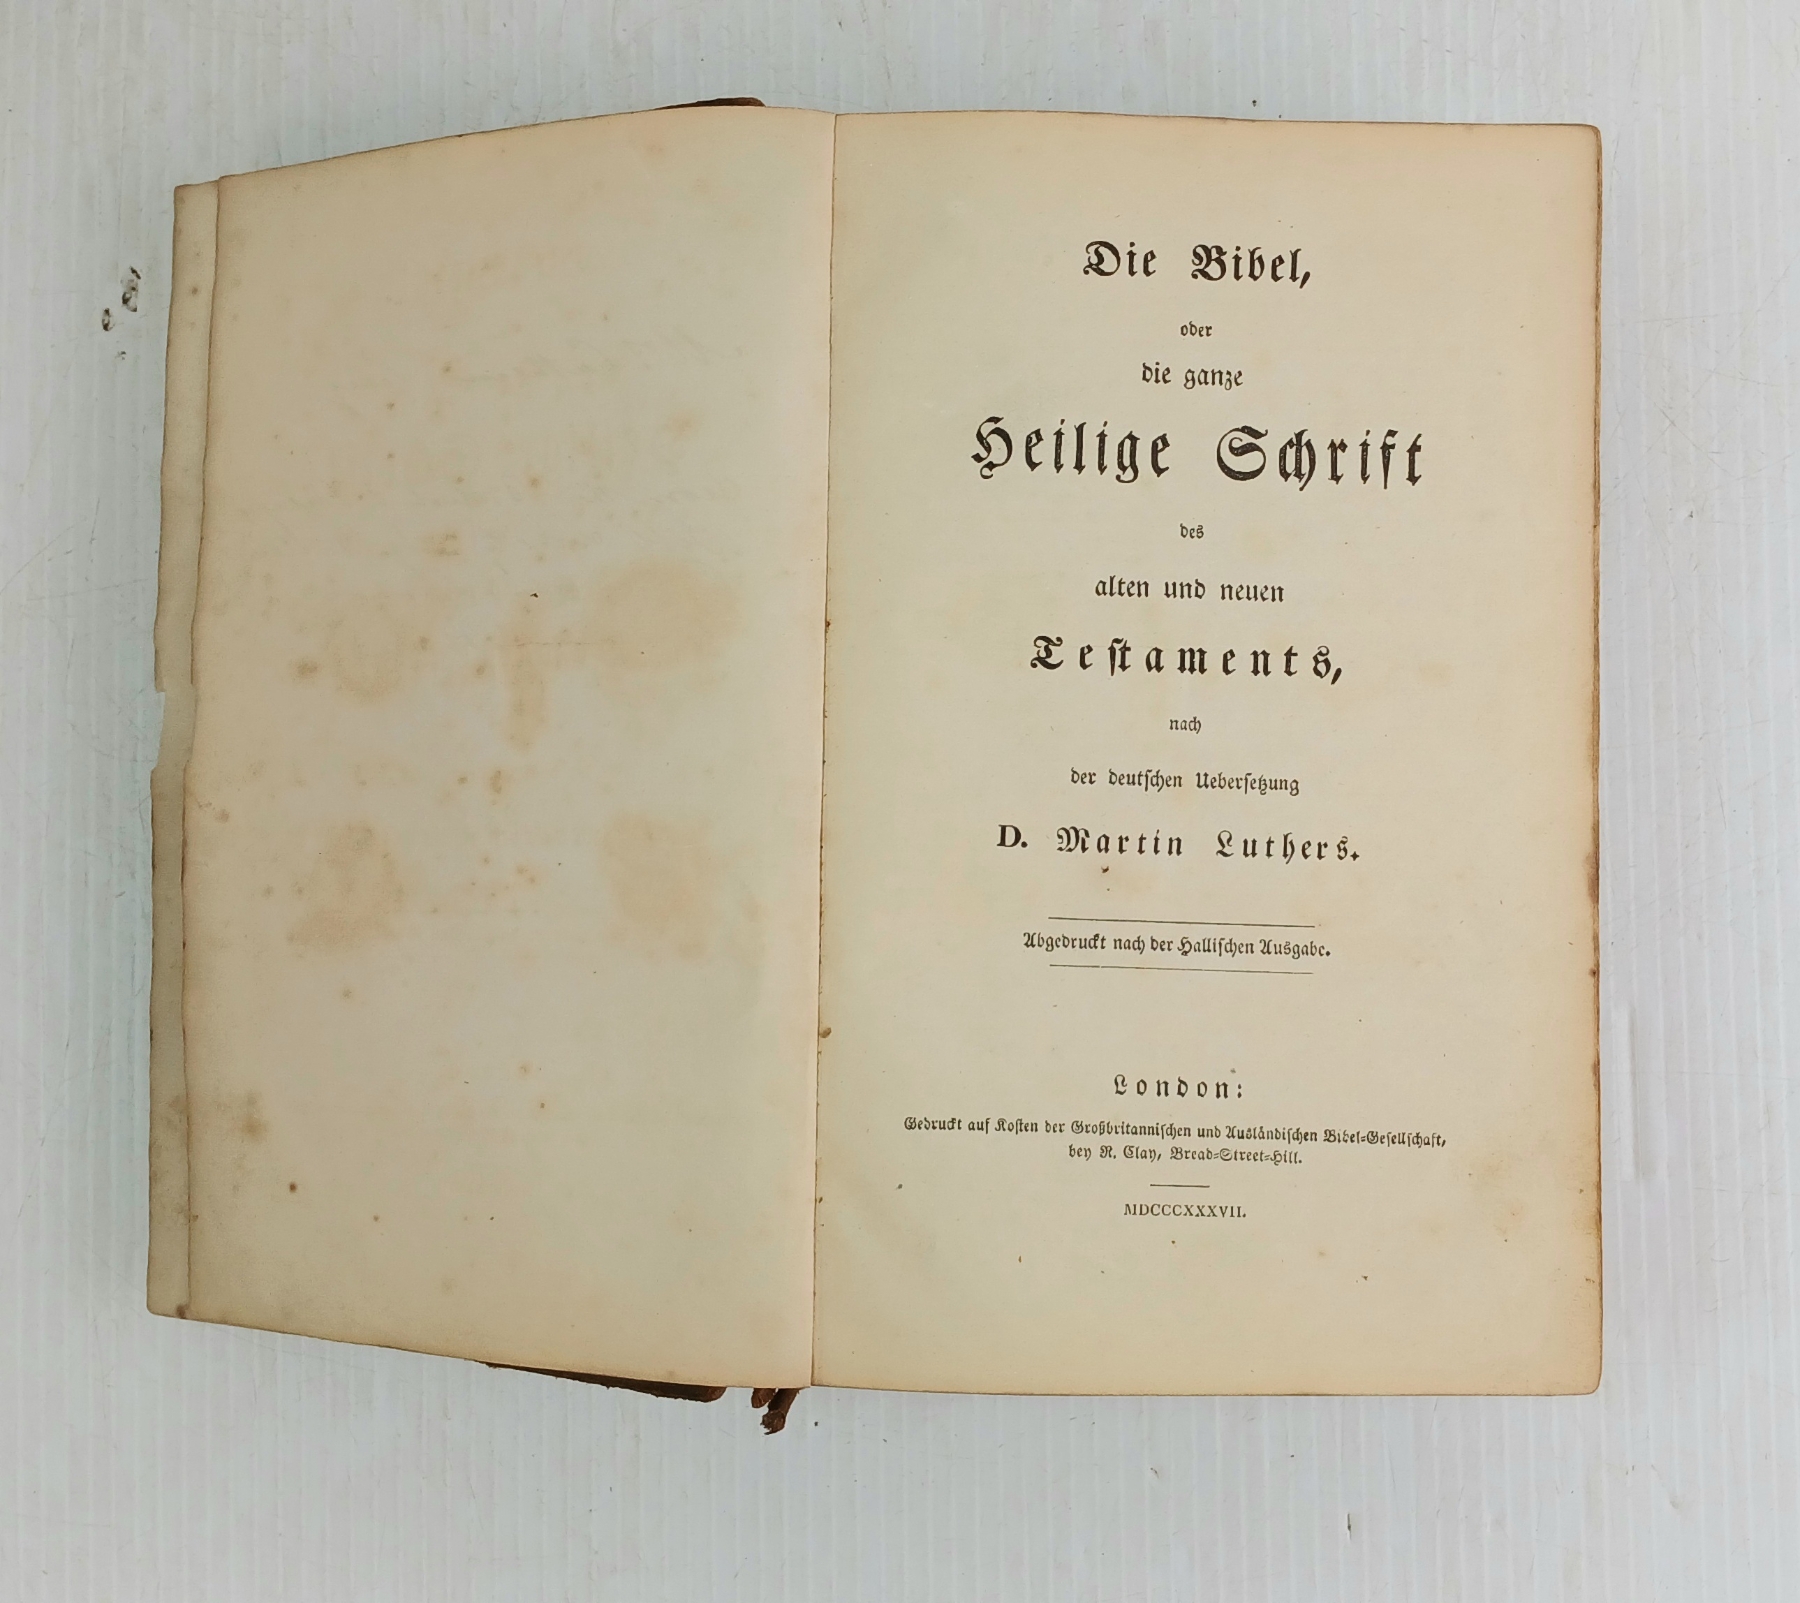 Die Bibel,
oder
die ganze
Heilige Schrift
des
alten und neuen
Teſtaments,
nach
der deutſchen Ueberſetzung
D. Martin Luthers.
Abgedruckt nach der Halliſchen Ausgabe.
London:
Gedruckt auf Koſten der Großbritanniſchen und Ausländiſchen Bibel=Geſellſchaft,
bey R. Clay, Bread=Street=Hill.
MDCCCXXXVII.